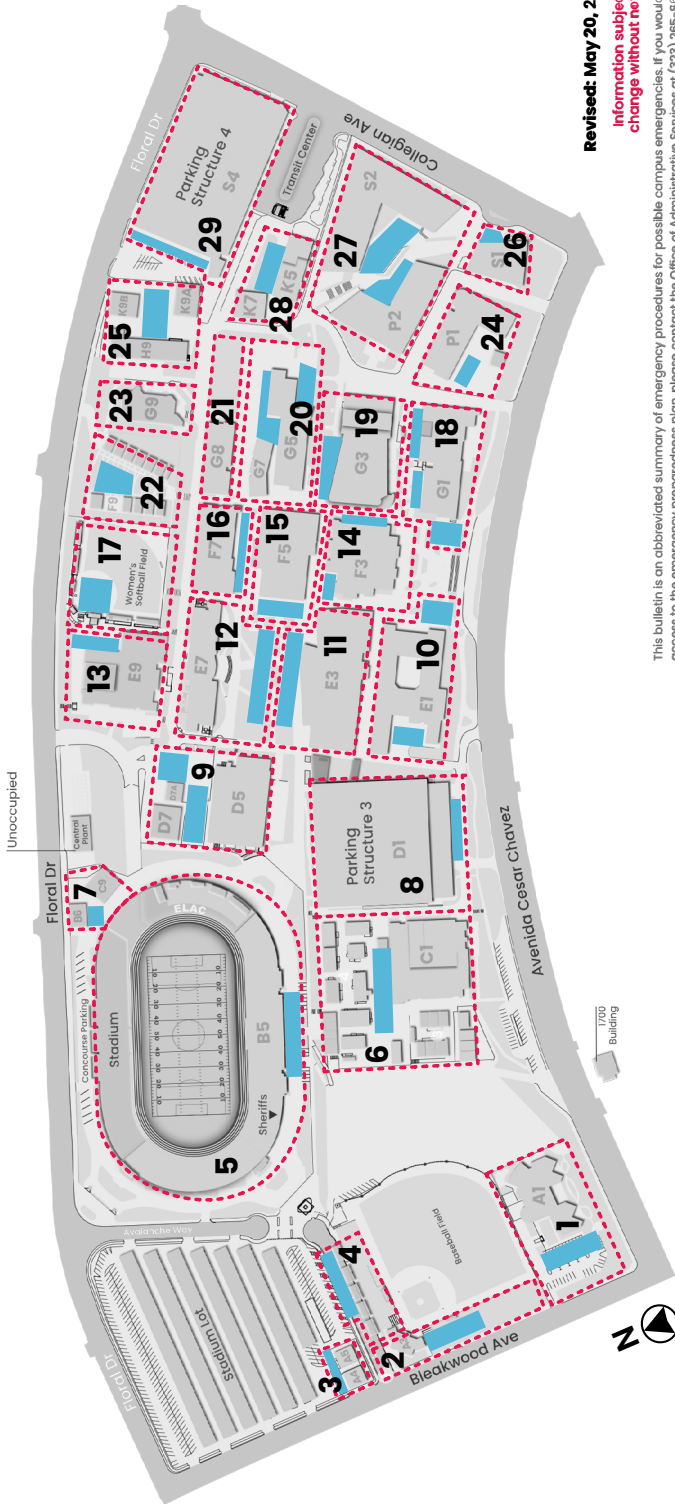 Unoccupied
Floral Dr
Floral Dr
Floral Dr
Avalanche Way
Stadium Lot
Concourse Parking
Stadium
ELAC
B5
Sheriffs
5
3
A4
A5
4
2
Baseball Field
Bleakwood Ave
A1
1
1700
Building
Avenida Cesar Chavez
7
B6
C9
Central
Plant
C1
6
Parking
Structure 3
D1
8
D7
D7A
D5
9
13
E9
17
Women's
Softball Field
E7
12
E3
11
E1
10
F9
22
F7
16
F5
15
F3
14
G9
23
G8
21
G7
G5
20
G3
19
G1
18
K9B
K9A
H9
25
Parking
Structure 4
S4
29
Transit Center
K7
K5
28
S2
P2
27
P1
24
S1
26
Collegian Ave
N
Revised: May 20, 2
Information subjec
change without no
This bulletin is an abbreviated summary of emergency procedures for possible campus emergencies. If you would